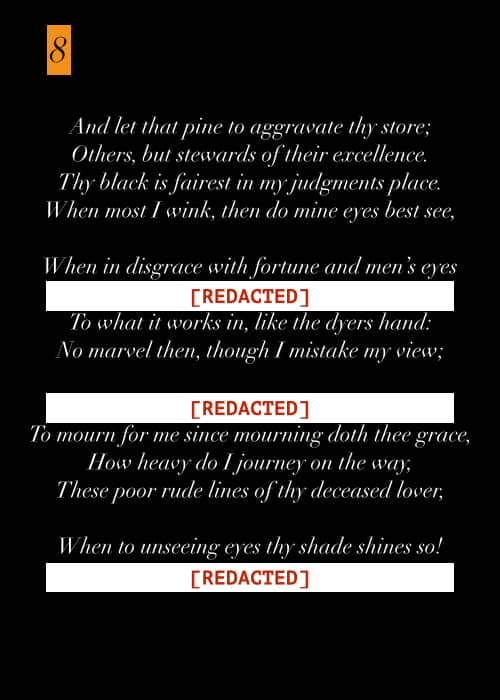 8
And let that pine to aggravate thy store;
Others, but stewards of their excellence.
Thy black is fairest in my judgments place.
When most I wink, then do mine eyes best see,
When in disgrace with fortune and men’s eyes
[REDACTED]
To what it works in, like the dyers hand:
No marvel then, though I mistake my view;
[REDACTED]
To mourn for me since mourning doth thee grace,
How heavy do I journey on the way,
These poor rude lines of thy deceased lover,
When to unseeing eyes thy shade shines so!
[REDACTED]